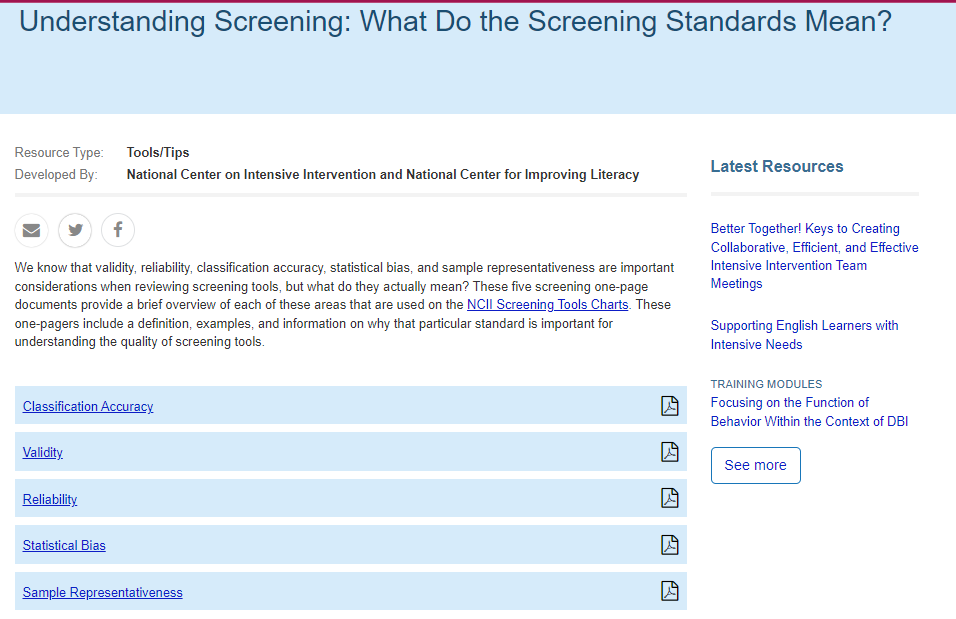 Understanding Screening: What Do the Screening Standards Mean?
Resource Type: Tools/Tips
Developed By: National Center on Intensive Intervention and National Center for Improving Literacy
We know that validity, reliability, classification accuracy, statistical bias, and sample representativeness are important
considerations when reviewing screening tools, but what do they actually mean? These five screening one-page
documents provide a brief overview of each of these areas that are used on the NCII Screening Tools Charts. These
one-pagers include a definition, examples, and information on why that particular standard is important for
understanding the quality of screening tools.
Classification Accuracy
Validity
Reliability
Statistical Bias
Sample Representativeness
Latest Resources
Better Together! Keys to Creating
Collaborative, Efficient, and Effective
Intensive Intervention Team
Meetings
Supporting English Learners with
Intensive Needs
TRAINING MODULES
Focusing on the Function of
Behavior Within the Context of DBI
See more